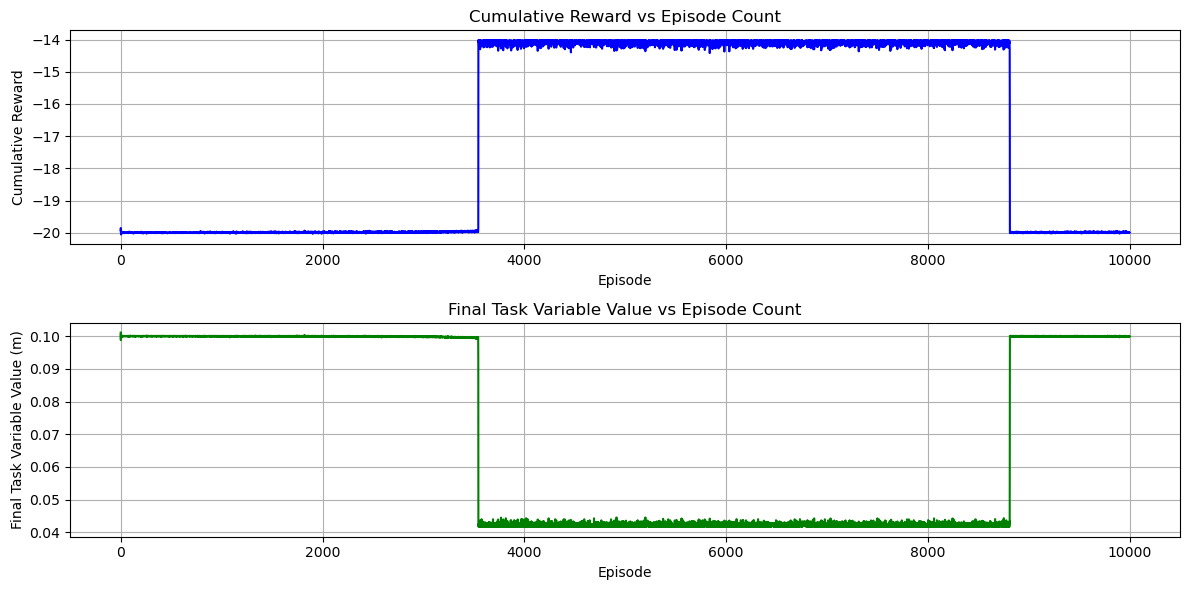 Cumulative Reward vs Episode Count
Cumulative Reward
−14
−15
−16
−17
−18
−19
−20
0 2000 4000 6000 8000 10000
Episode
Final Task Variable Value vs Episode Count
Final Task Variable Value (m)
0.10
0.09
0.08
0.07
0.06
0.05
0.04
0 2000 4000 6000 8000 10000
Episode